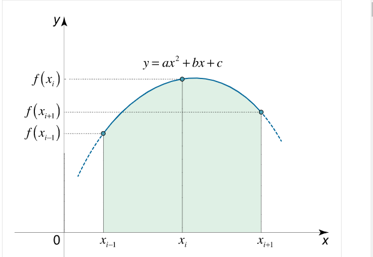 y
y = ax² + bx + c
f(xᵢ)
f(xᵢ₊₁)
f(xᵢ₋₁)
0 xᵢ₋₁ xᵢ xᵢ₊₁ x